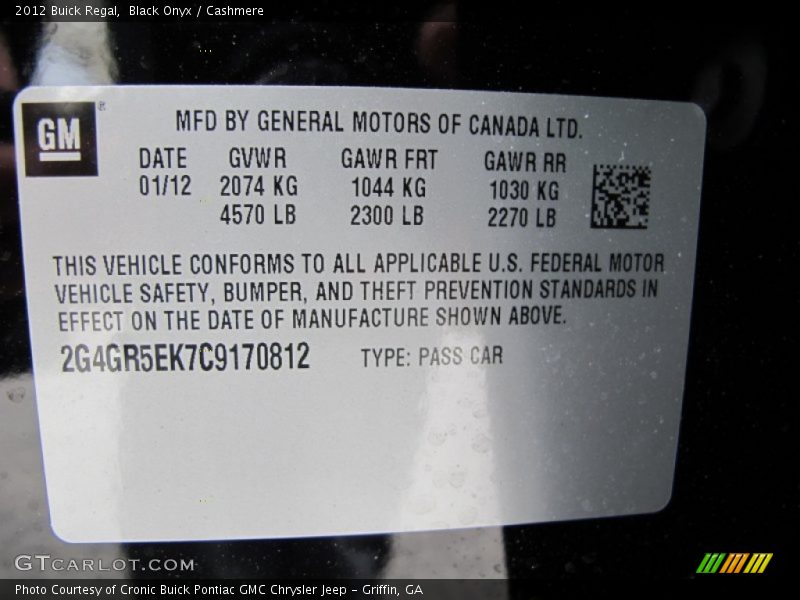 2012 Buick Regal,  Black Onyx / Cashmere
GM ®
MFD BY GENERAL MOTORS OF CANADA LTD.
DATE GVWR GAWR FRT GAWR RR
01/12 2074 KG 1044 KG 1030 KG
4570 LB 2300 LB 2270 LB
THIS VEHICLE CONFORMS TO ALL APPLICABLE U.S. FEDERAL MOTOR
VEHICLE SAFETY, BUMPER, AND THEFT PREVENTION STANDARDS IN
EFFECT ON THE DATE OF MANUFACTURE SHOWN ABOVE.
2G4GR5EK7C9170812 TYPE: PASS CAR
GTCARLOT.COM
Photo Courtesy of Cronic Buick Pontiac GMC Chrysler Jeep - Griffin, GA